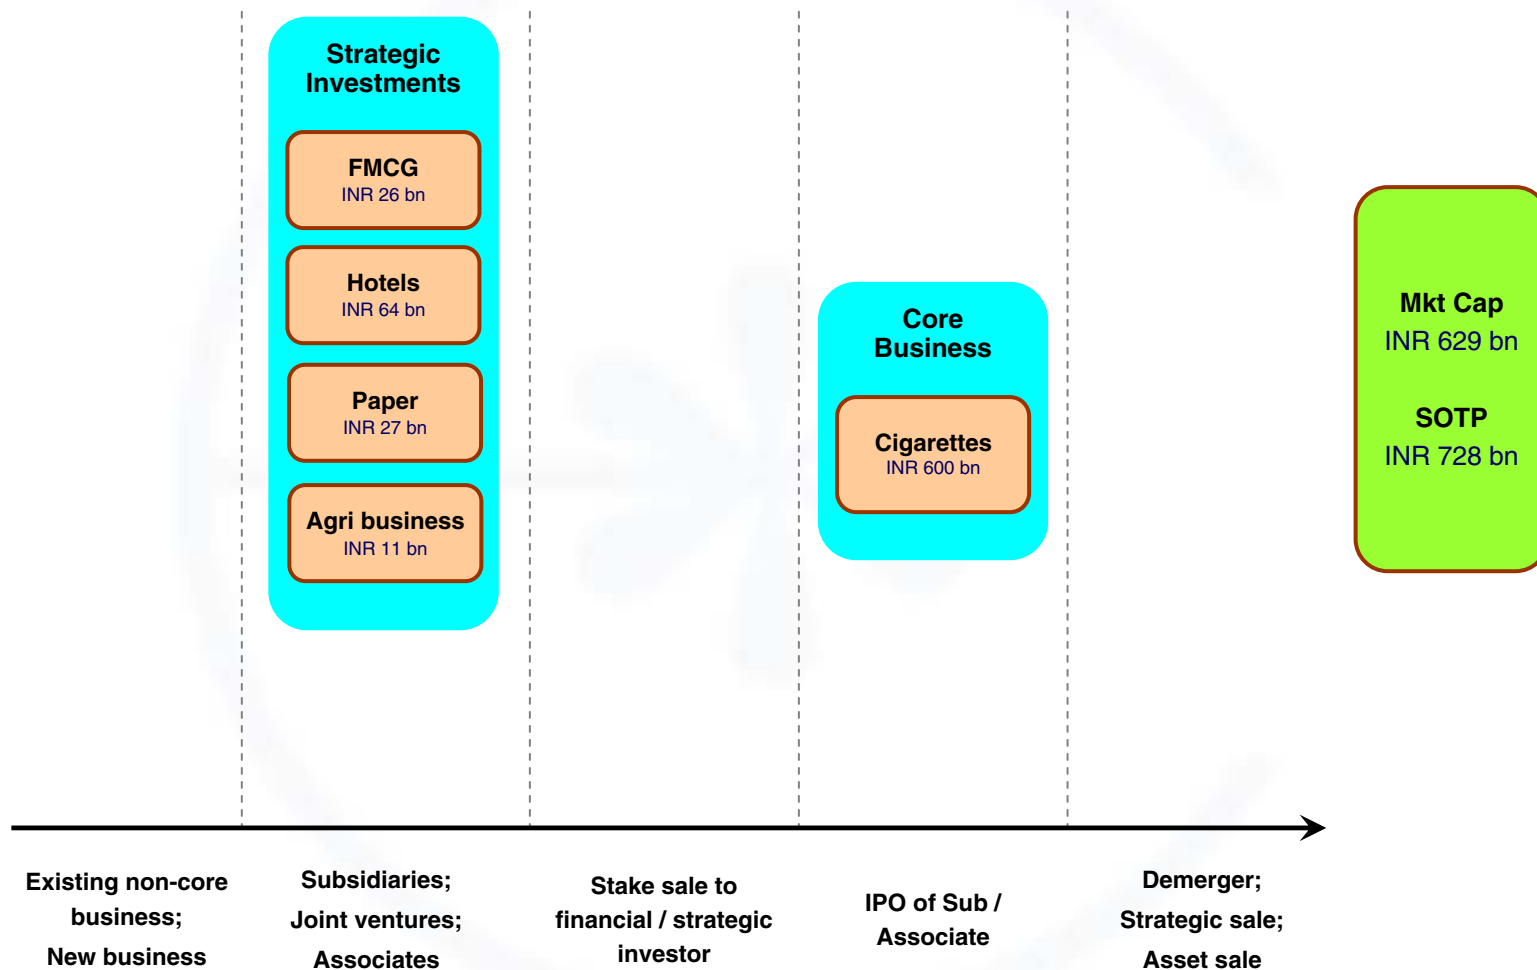 Strategic
Investments
FMCG
INR 26 bn
Hotels
INR 64 bn
Paper
INR 27 bn
Agri business
INR 11 bn
Core
Business
Cigarettes
INR 600 bn
Mkt Cap
INR 629 bn
SOTP
INR 728 bn
Existing non-core
business;
New business
Subsidiaries;
Joint ventures;
Associates
Stake sale to
financial / strategic
investor
IPO of Sub /
Associate
Demerger;
Strategic sale;
Asset sale